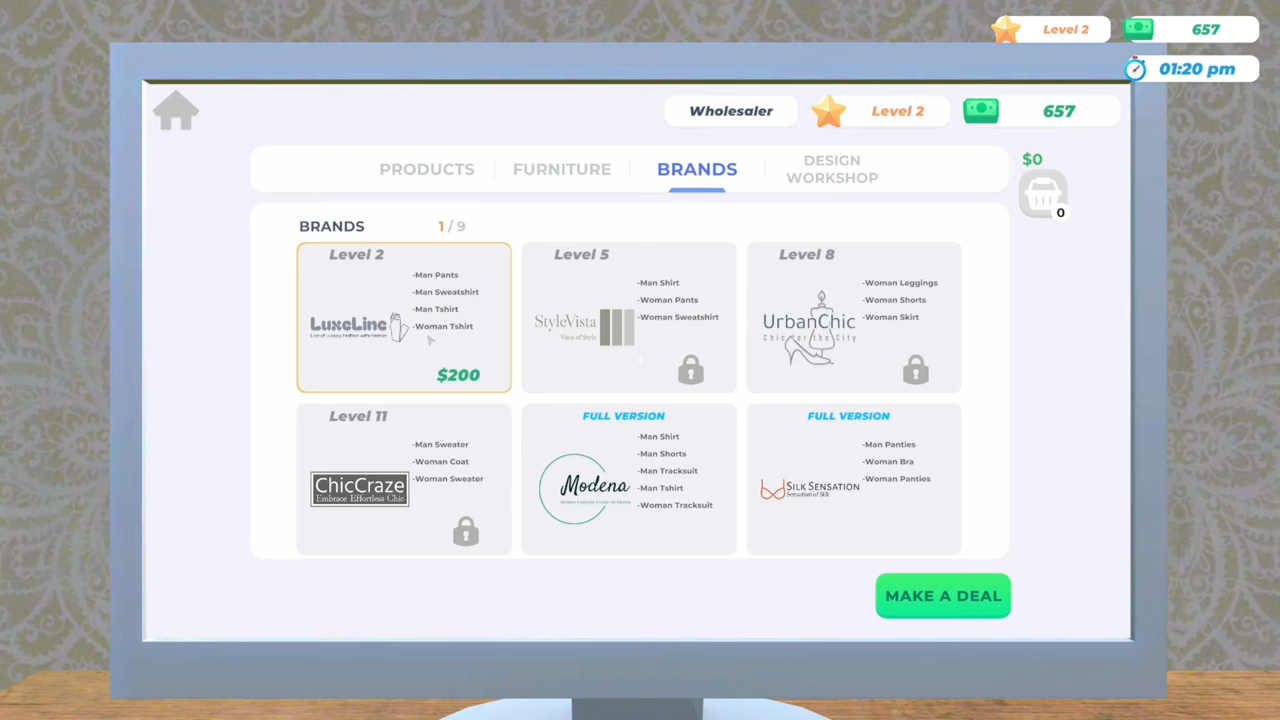 Level 2
657
01:20 pm
Wholesaler
Level 2
657
PRODUCTS
FURNITURE
BRANDS
DESIGN
WORKSHOP
$0
0
BRANDS
1 / 9
Level 2
-Man Pants
-Man Sweatshirt
-Man Tshirt
-Woman Tshirt
LuxeLine
$200
Level 5
-Man Shirt
-Woman Pants
-Woman Sweatshirt
StyleVista
Vista of Style
Level 8
-Woman Leggings
-Woman Shorts
-Woman Skirt
UrbanChic
Chic for the City
Level 11
-Man Sweater
-Woman Coat
-Woman Sweater
ChicCraze
Embrace Effortless Chic
FULL VERSION
-Man Shirt
-Man Shorts
-Man Tracksuit
-Man Tshirt
-Woman Tracksuit
Modena
FULL VERSION
-Man Panties
-Woman Bra
-Woman Panties
SILK SENSATION
Sensation of Silk
MAKE A DEAL